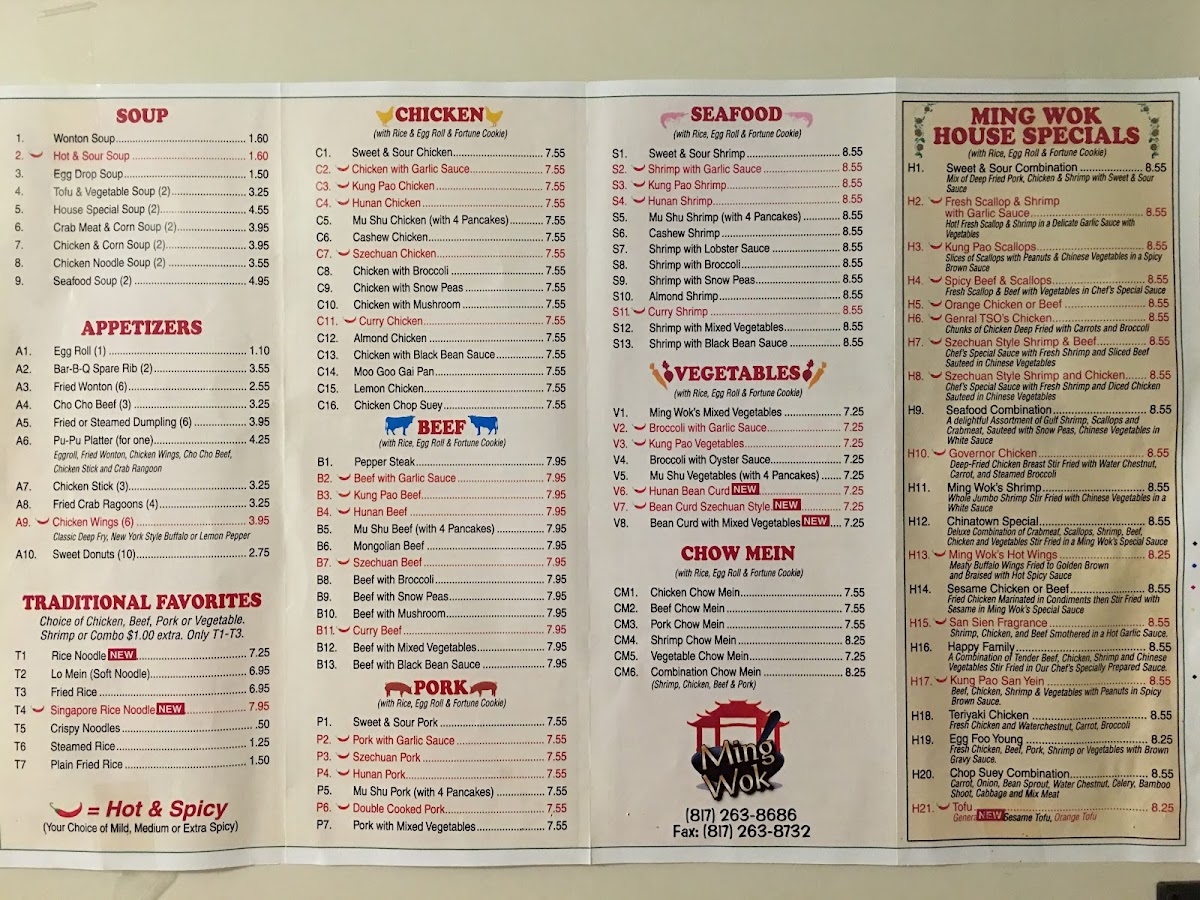 SOUP
1. Wonton Soup 1.60
2. Hot & Sour Soup 1.60
3. Egg Drop Soup 1.50
4. Tofu & Vegetable Soup (2) 3.25
5. House Special Soup (2) 4.55
6. Crab Meat & Corn Soup (2) 3.95
7. Chicken & Corn Soup (2) 3.95
8. Chicken Noodle Soup (2) 3.55
9. Seafood Soup (2) 4.95
APPETIZERS
A1. Egg Roll (1) 1.10
A2. Bar-B-Q Spare Rib (2) 3.55
A3. Fried Wonton (6) 2.55
A4. Cho Cho Beef (3) 3.25
A5. Fried or Steamed Dumpling (6) 3.95
A6. Pu-Pu Platter (for one) 4.25
Eggroll, Fried Wonton, Chicken Wings, Cho Cho Beef,
Chicken Stick and Crab Rangoon
A7. Chicken Stick (3) 3.25
A8. Fried Crab Ragoons (4) 3.25
A9. Chicken Wings (6) 3.95
Classic Deep Fry, New York Style Buffalo or Lemon Pepper
A10. Sweet Donuts (10) 2.75
TRADITIONAL FAVORITES
Choice of Chicken, Beef, Pork or Vegetable.
Shrimp or Combo $1.00 extra. Only T1-T3.
T1 Rice Noodle NEW 7.25
T2 Lo Mein (Soft Noodle) 6.95
T3 Fried Rice 6.95
T4 Singapore Rice Noodle NEW 7.95
T5 Crispy Noodles .50
T6 Steamed Rice 1.25
T7 Plain Fried Rice 1.50
= Hot & Spicy
(Your Choice of Mild, Medium or Extra Spicy)
CHICKEN
(with Rice & Egg Roll & Fortune Cookie)
C1. Sweet & Sour Chicken 7.55
C2. Chicken with Garlic Sauce 7.55
C3. Kung Pao Chicken 7.55
C4. Hunan Chicken 7.55
C5. Mu Shu Chicken (with 4 Pancakes) 7.55
C6. Cashew Chicken 7.55
C7. Szechuan Chicken 7.55
C8. Chicken with Broccoli 7.55
C9. Chicken with Snow Peas 7.55
C10. Chicken with Mushroom 7.55
C11. Curry Chicken 7.55
C12. Almond Chicken 7.55
C13. Chicken with Black Bean Sauce 7.55
C14. Moo Goo Gai Pan 7.55
C15. Lemon Chicken 7.55
C16. Chicken Chop Suey 7.55
BEEF
(with Rice, Egg Roll & Fortune Cookie)
B1. Pepper Steak 7.95
B2. Beef with Garlic Sauce 7.95
B3. Kung Pao Beef 7.95
B4. Hunan Beef 7.95
B5. Mu Shu Beef (with 4 Pancakes) 7.95
B6. Mongolian Beef 7.95
B7. Szechuan Beef 7.95
B8. Beef with Broccoli 7.95
B9. Beef with Snow Peas 7.95
B10. Beef with Mushroom 7.95
B11. Curry Beef 7.95
B12. Beef with Mixed Vegetables 7.95
B13. Beef with Black Bean Sauce 7.95
PORK
(with Rice, Egg Roll & Fortune Cookie)
P1. Sweet & Sour Pork 7.55
P2. Pork with Garlic Sauce 7.55
P3. Szechuan Pork 7.55
P4. Hunan Pork 7.55
P5. Mu Shu Pork (with 4 Pancakes) 7.55
P6. Double Cooked Pork 7.55
P7. Pork with Mixed Vegetables 7.55
SEAFOOD
(with Rice, Egg Roll & Fortune Cookie)
S1. Sweet & Sour Shrimp 8.55
S2. Shrimp with Garlic Sauce 8.55
S3. Kung Pao Shrimp 8.55
S4. Hunan Shrimp 8.55
S5. Mu Shu Shrimp (with 4 Pancakes) 8.55
S6. Cashew Shrimp 8.55
S7. Shrimp with Lobster Sauce 8.55
S8. Shrimp with Broccoli 8.55
S9. Shrimp with Snow Peas 8.55
S10. Almond Shrimp 8.55
S11 Curry Shrimp 8.55
S12. Shrimp with Mixed Vegetables 8.55
S13. Shrimp with Black Bean Sauce 8.55
VEGETABLES
(with Rice, Egg Roll & Fortune Cookie)
V1. Ming Wok's Mixed Vegetables 7.25
V2. Broccoli with Garlic Sauce 7.25
V3. Kung Pao Vegetables 7.25
V4. Broccoli with Oyster Sauce 7.25
V5. Mu Shu Vegetables (with 4 Pancakes) 7.25
V6. Hunan Bean Curd NEW 7.25
V7. Bean Curd Szechuan Style NEW 7.25
V8. Bean Curd with Mixed Vegetables NEW 7.25
CHOW MEIN
(with Rice, Egg Roll & Fortune Cookie)
CM1. Chicken Chow Mein 7.55
CM2. Beef Chow Mein 7.55
CM3. Pork Chow Mein 7.55
CM4. Shrimp Chow Mein 8.25
CM5. Vegetable Chow Mein 7.25
CM6. Combination Chow Mein 8.25
(Shrimp, Chicken, Beef & Pork)
Ming
Wok
(817) 263-8686
Fax: (817) 263-8732
MING WOK
HOUSE SPECIALS
(with Rice, Egg Roll & Fortune Cookie)
H1. Sweet & Sour Combination 8.55
Mix of Deep Fried Pork, Chicken & Shrimp with Sweet & Sour
Sauce
H2. Fresh Scallop & Shrimp
with Garlic Sauce 8.55
Hot! Fresh Scallop & Shrimp in a Delicate Garlic Sauce with
Vegetables
H3. Kung Pao Scallops 8.55
Slices of Scallops with Peanuts & Chinese Vegetables in a Spicy
Brown Sauce
H4. Spicy Beef & Scallops 8.55
Fresh Scallop & Beef with Vegetables in Chef's Special Sauce
H5. Orange Chicken or Beef 8.55
H6. Genral TSO's Chicken 8.55
Chunks of Chicken Deep Fried with Carrots and Broccoli
H7. Szechuan Style Shrimp & Beef 8.55
Chef's Special Sauce with Fresh Shrimp and Sliced Beef
Sauteed in Chinese Vegetables
H8. Szechuan Style Shrimp and Chicken 8.55
Chef's Special Sauce with Fresh Shrimp and Diced Chicken
Sauteed in Chinese Vegetables
H9. Seafood Combination 8.55
A delightful Assortment of Gulf Shrimp, Scallops and
Crabmeat, Sauteed with Snow Peas, Chinese Vegetables in
White Sauce
H10. Governor Chicken 8.55
Deep-Fried Chicken Breast Stir Fried with Water Chestnut,
Carrot, and Steamed Broccoli
H11. Ming Wok's Shrimp 8.55
Whole Jumbo Shrimp Stir Fried with Chinese Vegetables in a
White Sauce
H12. Chinatown Special 8.55
Deluxe Combination of Crabmeat, Scallops, Shrimp, Beef,
Chicken and Vegetables Stir Fried in a Ming Wok's Special Sauce
H13. Ming Wok's Hot Wings 8.25
Meaty Buffalo Wings Fried to Golden Brown
and Braised with Hot Spicy Sauce
H14. Sesame Chicken or Beef 8.55
Fried Chicken Marinated in Condiments then Stir Fried with
Sesame in Ming Wok's Special Sauce
H15. San Sien Fragrance 8.55
Shrimp, Chicken, and Beef Smothered in a Hot Garlic Sauce.
H16. Happy Family 8.55
A Combination of Tender Beef, Chicken, Shrimp and Chinese
Vegetables Stir Fried in Our Chef's Specially Prepared Sauce.
H17. Kung Pao San Yein 8.55
Beef, Chicken, Shrimp & Vegetables with Peanuts in Spicy
Brown Sauce.
H18. Teriyaki Chicken 8.55
Fresh Chicken and Waterchestnut, Carrot, Broccoli
H19. Egg Foo Young 8.25
Fresh Chicken, Beef, Pork, Shrimp or Vegetables with Brown
Gravy Sauce.
H20. Chop Suey Combination 8.55
Carrot, Onion, Bean Sprout, Water Chestnut, Celery, Bamboo
Shoot, Cabbage and Mix Meat
H21. Tofu 8.25
Genera NEW Sesame Tofu, Orange Tofu